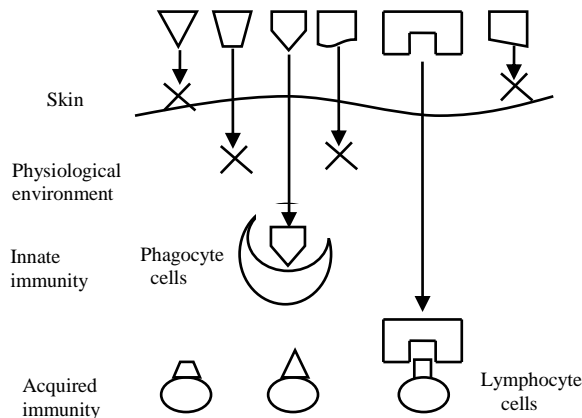 Skin
Physiological
environment
Innate
immunity
Phagocyte
cells
Acquired
immunity
Lymphocyte
cells